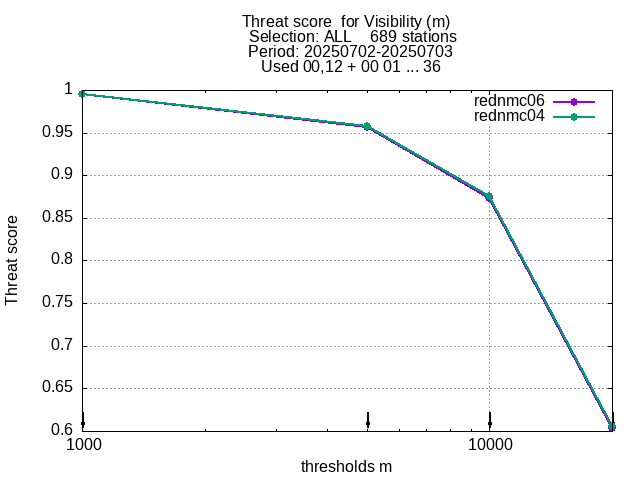 Threat score  for Visibility (m)
Selection: ALL    689 stations
Period: 20250702-20250703
Used 00,12 + 00 01 ... 36
rednmc06
rednmc04
1
0.95
0.9
0.85
0.8
0.75
0.7
0.65
0.6
Threat score
1000
10000
thresholds m